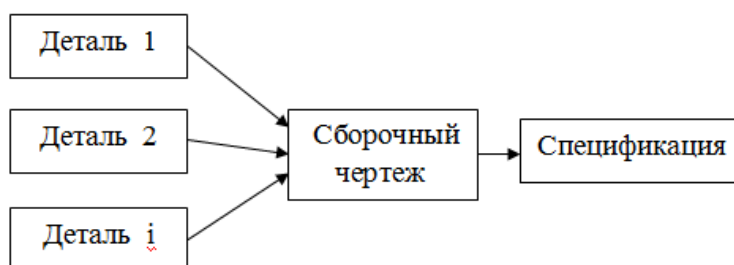 Деталь 1
Деталь 2
Деталь i
Сборочный
чертеж
Спецификация